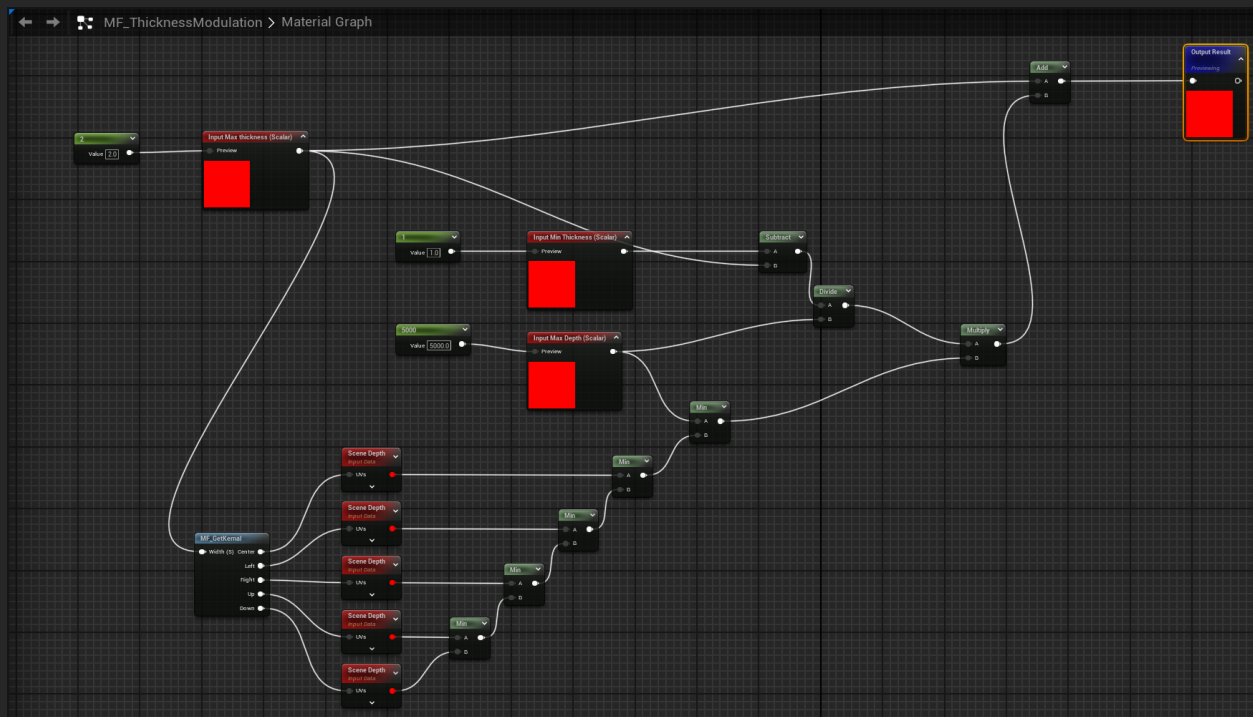 MF_ThicknessModulation > Material Graph
Output Result
Previewing
Add
A
B
2
Value 2.0
Input Max thickness (Scalar)
Preview
1
Value 1.0
Input Min Thickness (Scalar)
Preview
Subtract
A
B
Divide
A
B
5000
Value 5000.0
Input Max Depth (Scalar)
Preview
Multiply
A
B
Min
A
B
Scene Depth
Input Data
UVs
Min
A
B
Scene Depth
Input Data
UVs
Min
A
B
MF_GetKernal
Width (S) Center
Left
Right
Up
Down
Scene Depth
Input Data
UVs
Min
A
B
Scene Depth
Input Data
UVs
Min
A
B
Scene Depth
Input Data
UVs